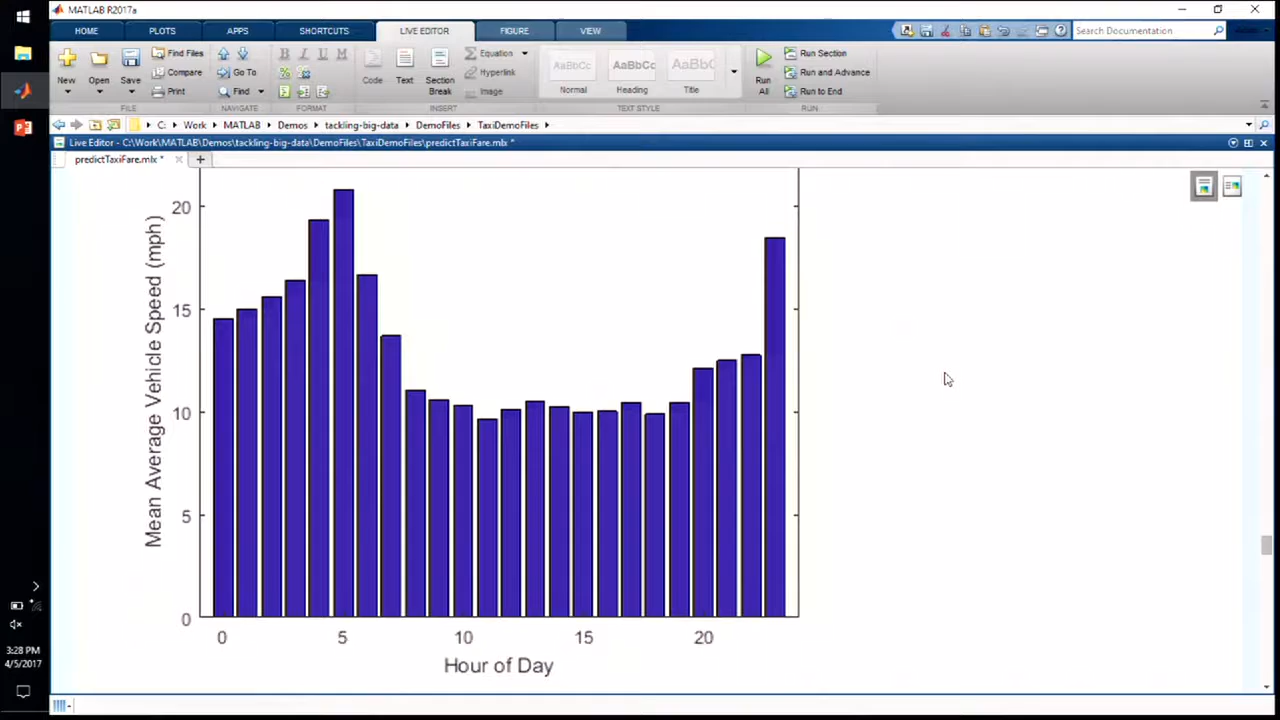 MATLAB R2017a
HOME PLOTS APPS SHORTCUTS LIVE EDITOR FIGURE VIEW
Search Documentation
New Open Save Find Files Compare Print
Go To Find
B I U M
Code Text Section Break
Equation Hyperlink Image
AaBbCc AaBbCc AaBbC
Normal Heading Title
Run All Run Section Run and Advance Run to End
FILE NAVIGATE FORMAT INSERT TEXT STYLE RUN
C: Work MATLAB Demos tackling-big-data DemoFiles TaxiDemoFiles
Live Editor - C:\Work\MATLAB\Demos\tackling-big-data\DemoFiles\TaxiDemoFiles\predictTaxiFare.mlx *
predictTaxiFare.mlx *
Mean Average Vehicle Speed (mph)
20
15
10
5
0
0 5 10 15 20
Hour of Day
3:28 PM
4/5/2017